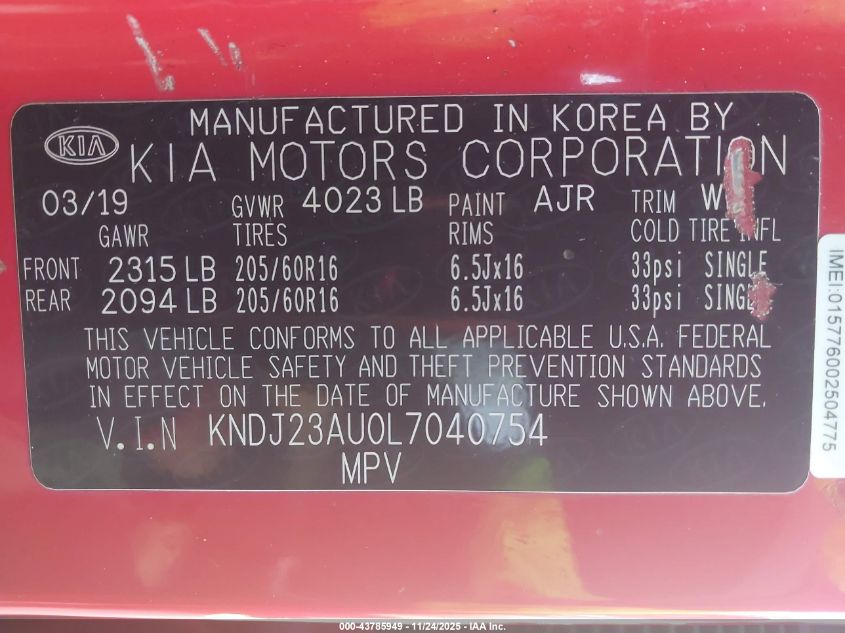 MANUFACTURED IN KOREA BY
KIA
KIA MOTORS CORPORATION
03/19 GVWR 4023 LB PAINT AJR TRIM
GAWR TIRES RIMS COLD TIRE INFL
FRONT 2315 LB 205/60R16 6.5Jx16 33psi SINGLE
REAR 2094 LB 205/60R16 6.5Jx16 33psi SINGLE
THIS VEHICLE CONFORMS TO ALL APPLICABLE U.S.A. FEDERAL
MOTOR VEHICLE SAFETY AND THEFT PREVENTION STANDARDS
IN EFFECT ON THE DATE OF MANUFACTURE SHOWN ABOVE.
V.I.N KNDJ23AU0L7040754
MPV
IMEI:015776002504775
000-43785949 - 11/24/2025 - IAA Inc.